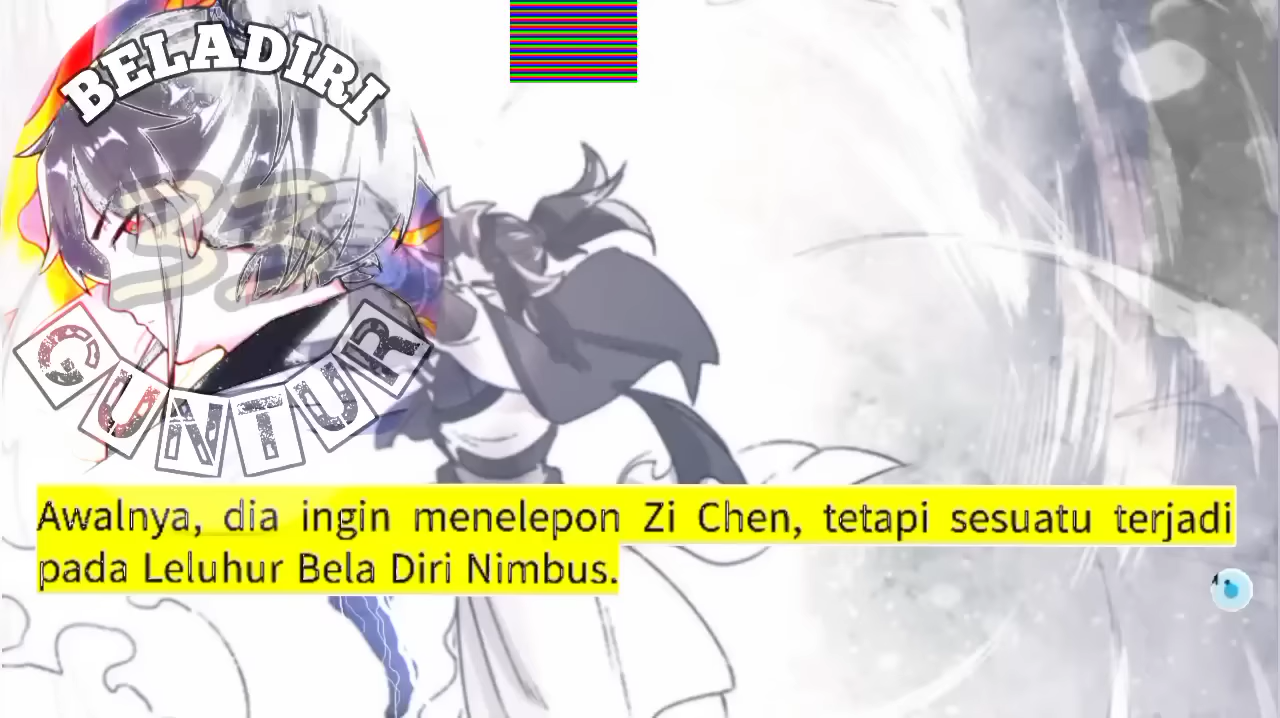 BELADIRI
GUNTUR
Awalnya, dia ingin menelepon Zi Chen, tetapi sesuatu terjadi
pada Leluhur Bela Diri Nimbus.